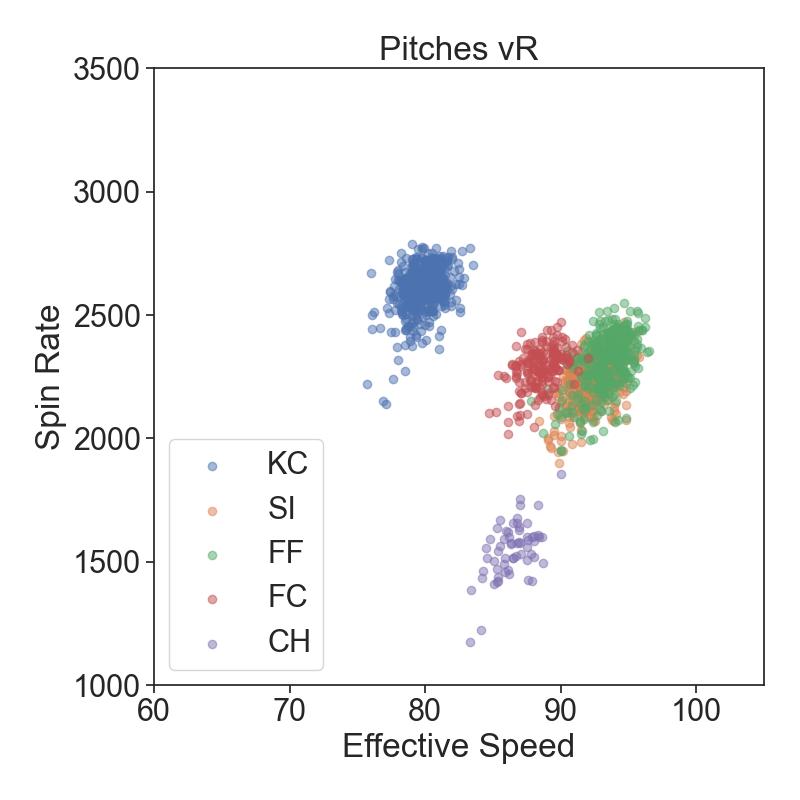 Pitches vR
3500
3000
2500
2000
1500
1000
Spin Rate
KC
SI
FF
FC
CH
60 70 80 90 100
Effective Speed